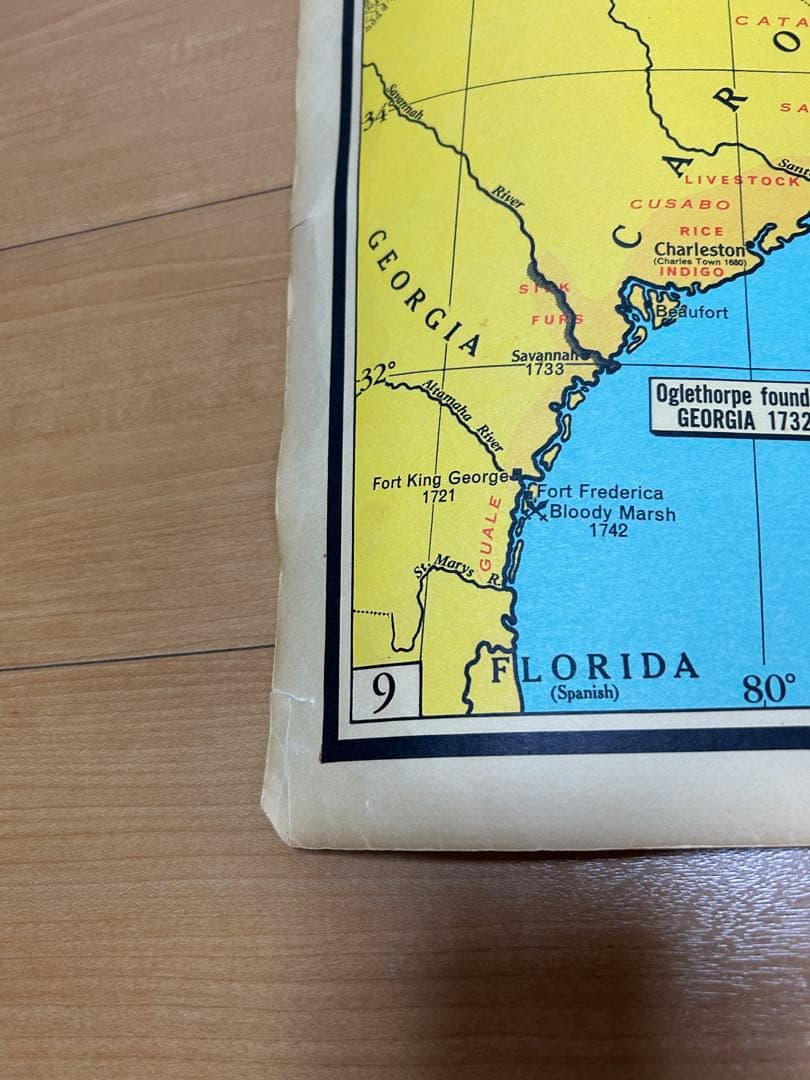 CATA
O
R
SA
34°
Savannah
River
A
Sant
LIVESTOCK
CUSABO
C
RICE
Charleston
(Charles Town 1680)
INDIGO
GEORGIA
SILK
FURS
Beaufort
Savannah
1733
32°
Altamaha River
Oglethorpe found
GEORGIA 1732
Fort King George
1721
Fort Frederica
Bloody Marsh
1742
GUALE
St. Marys R.
FLORIDA
(Spanish)
9
80°